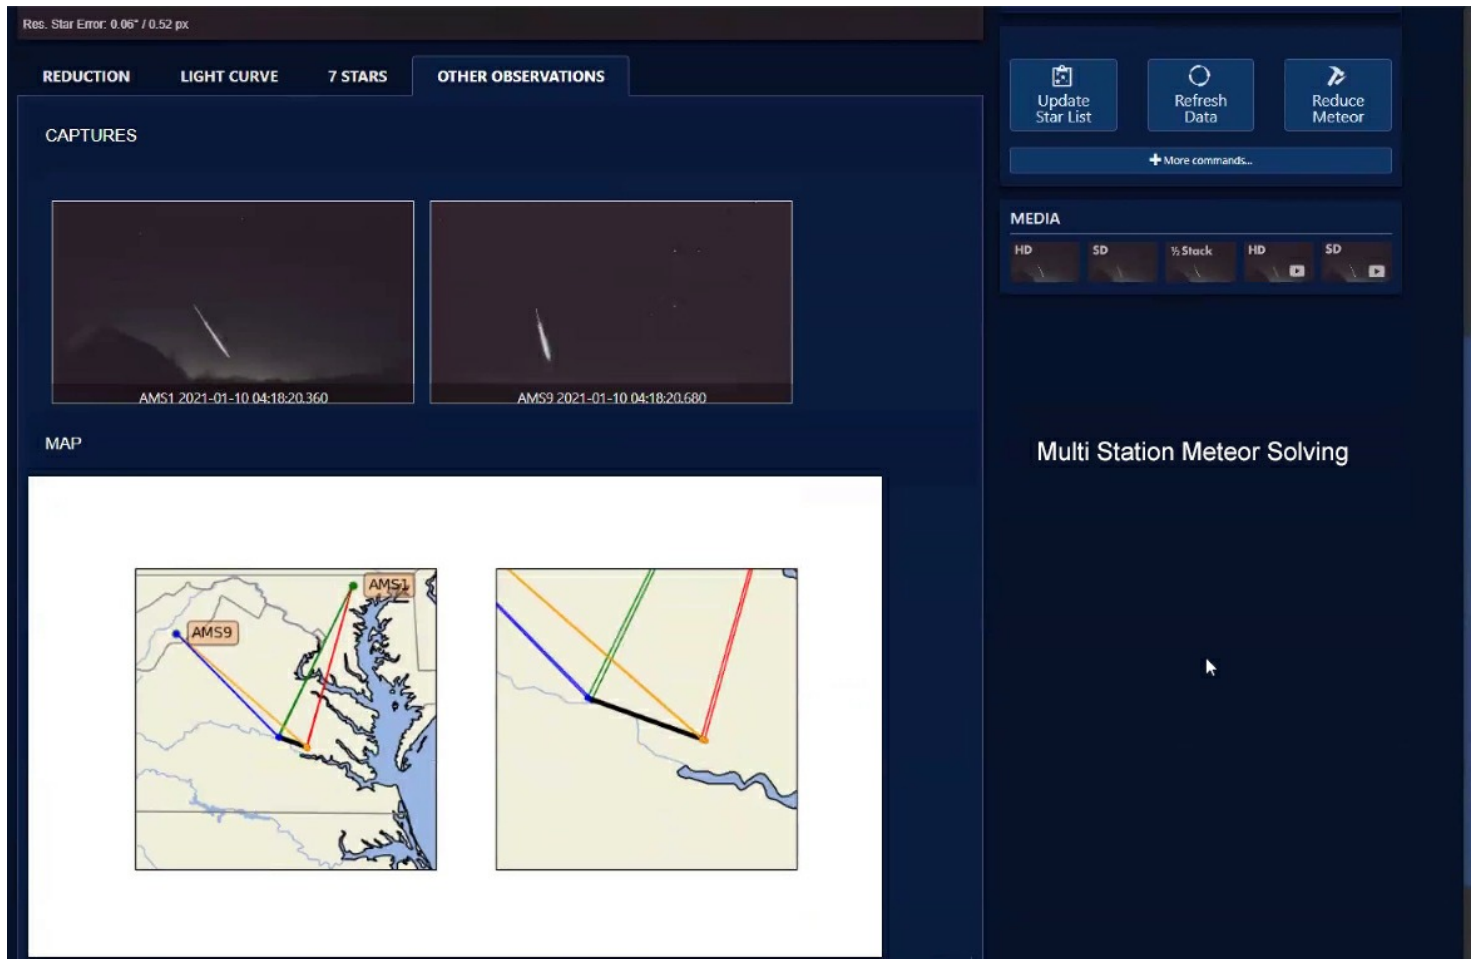 Res. Star Error: 0.06° / 0.52 px
REDUCTION
LIGHT CURVE
7 STARS
OTHER OBSERVATIONS
CAPTURES
AMS1 2021-01-10 04:18:20.360
AMS9 2021-01-10 04:18:20.680
MAP
AMS1
AMS9
Update
Star List
Refresh
Data
Reduce
Meteor
More commands...
MEDIA
HD
SD
½ Stack
HD
SD
Multi Station Meteor Solving